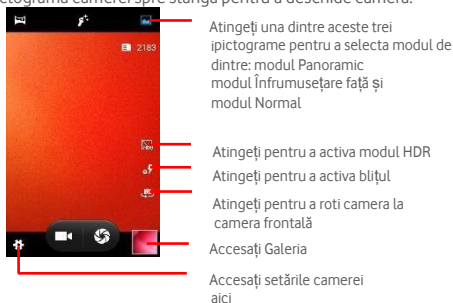 ictograma camerei spre stânga pentru a deschide camera.
2183
Atingeți una dintre aceste trei
ipictograme pentru a selecta modul de
dintre: modul Panoramic
modul Înfrumusețare față și
modul Normal
Atingeți pentru a activa modul HDR
Atingeți pentru a activa blițul
Atingeți pentru a roti camera la
camera frontală
Accesați Galeria
Accesați setările camerei
aici